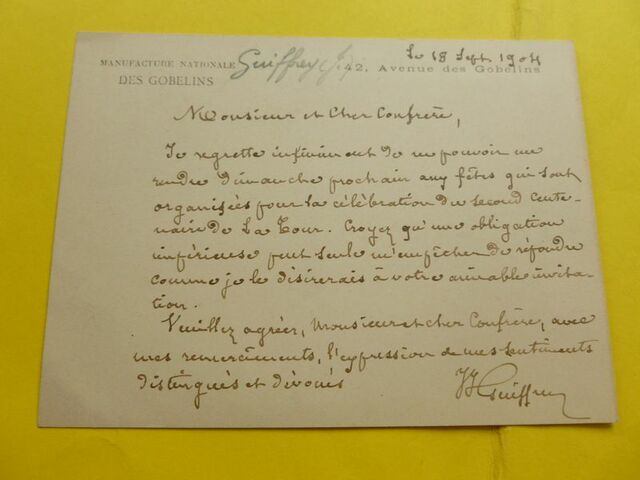 MANUFACTURE NATIONALE
DES GOBELINS
Guiffrey (J.)
Le 18 Sept. 1904
42, Avenue des Gobelins
Monsieur et Cher Confrère,
Je regrette infiniment de ne pouvoir me
rendre Dimanche prochain aux fêtes qui sont
organisées pour la célébration du second Cente-
naire de La Tour. Croyez qu'une obligation
impérieuse peut seule m'empêcher de répondre
comme je le désirerais à votre aimable invita-
tion.
Veuillez agréer, Monsieur et cher Confrère, avec
mes remerciements, l'expression de mes sentiments
distingués et dévoués
JJ Guiffrey